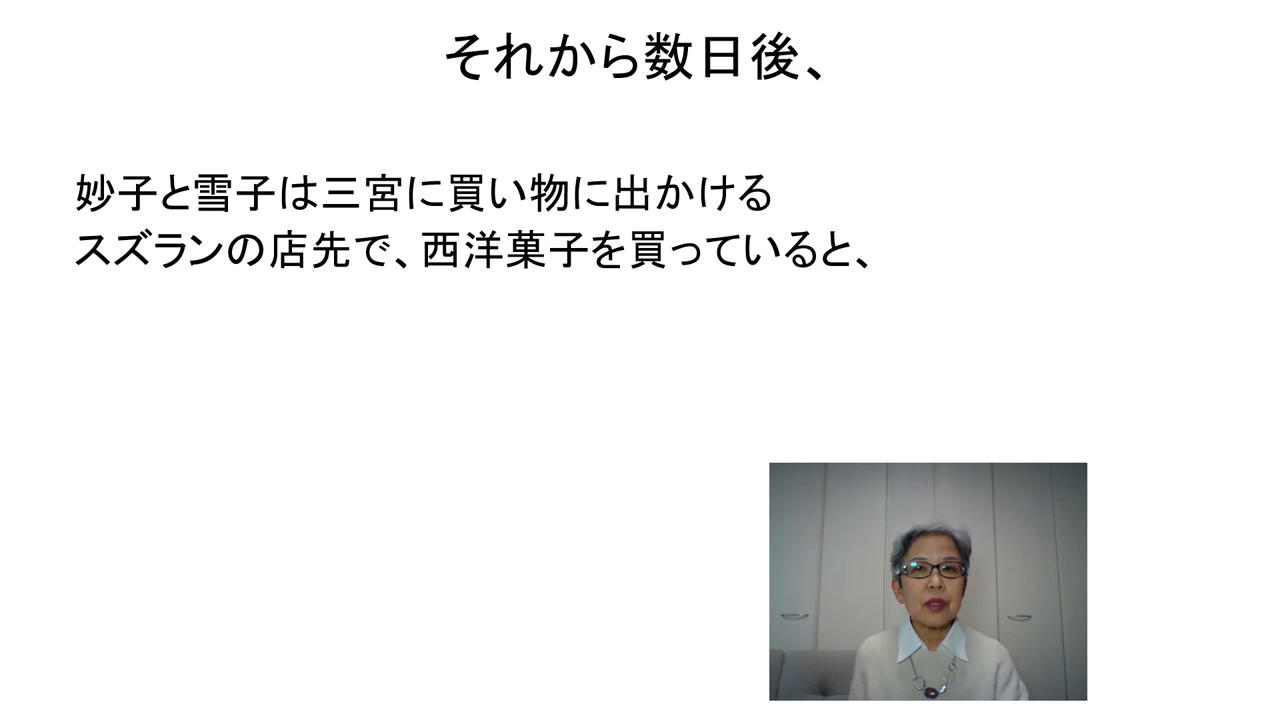 それから数日後、
妙子と雪子は三宮に買い物に出かける
スズランの店先で、西洋菓子を買っていると、